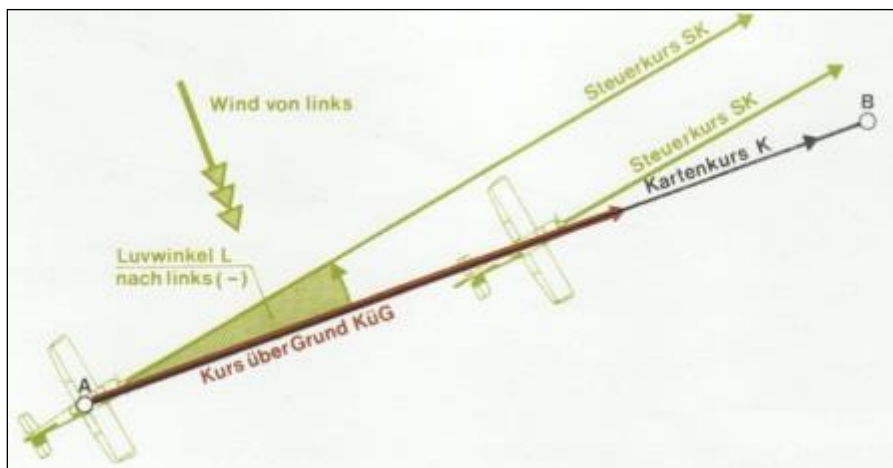 Steuerkurs SK
Wind von links
Steuerkurs SK
B
Kartenkurs K
Luvwinkel L
nach links (-)
Kurs über Grund KüG
A